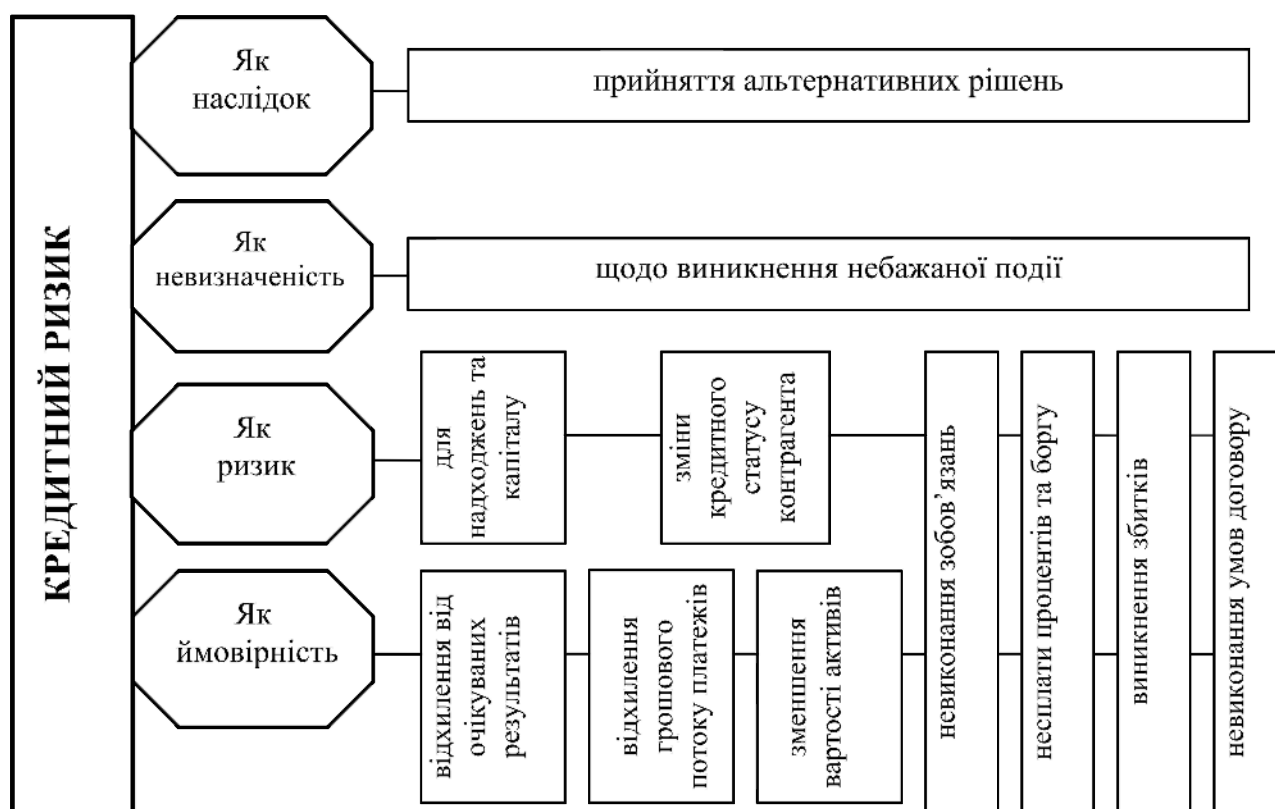 КРЕДИТНИЙ РИЗИК
Як
наслідок
прийняття альтернативних рішень
Як
невизначеність
щодо виникнення небажаної події
Як
ризик
для
надходжень та
капіталу
зміни
кредитного
статусу
контрагента
Як
ймовірність
відхилення від
очікуваних
результатів
відхилення
грошового
потоку платежів
зменшення
вартості активів
невиконання зобов’язань
несплати процентів та боргу
виникнення збитків
невиконання умов договору